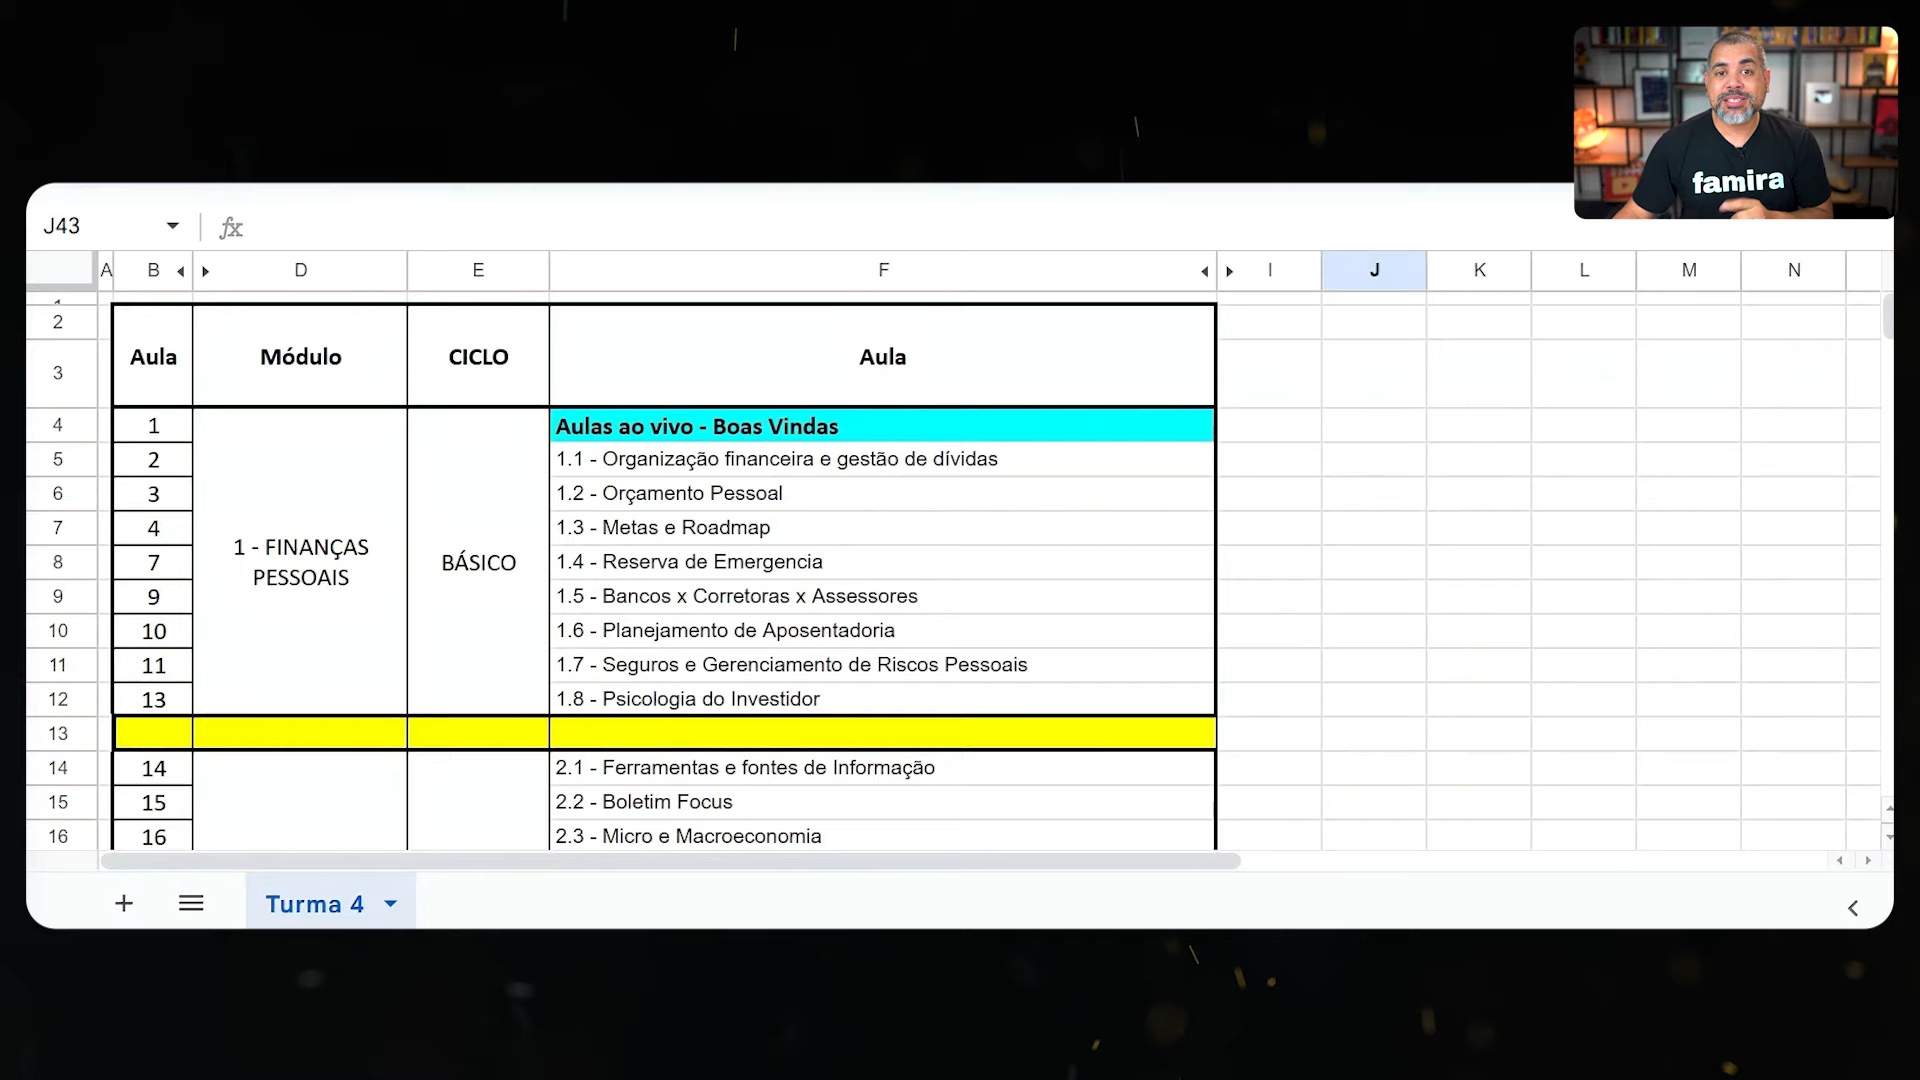 famira
J43 fx
A B D E F I J K L M N
1
2
3
Aula Módulo CICLO Aula
4 1 Aulas ao vivo - Boas Vindas
5 2 1.1 - Organização financeira e gestão de dívidas
6 3 1.2 - Orçamento Pessoal
7 4 1.3 - Metas e Roadmap
1 - FINANÇAS
PESSOAIS
BÁSICO
8 7 1.4 - Reserva de Emergencia
9 9 1.5 - Bancos x Corretoras x Assessores
10 10 1.6 - Planejamento de Aposentadoria
11 11 1.7 - Seguros e Gerenciamento de Riscos Pessoais
12 13 1.8 - Psicologia do Investidor
13
14 14 2.1 - Ferramentas e fontes de Informação
15 15 2.2 - Boletim Focus
16 16 2.3 - Micro e Macroeconomia
Turma 4